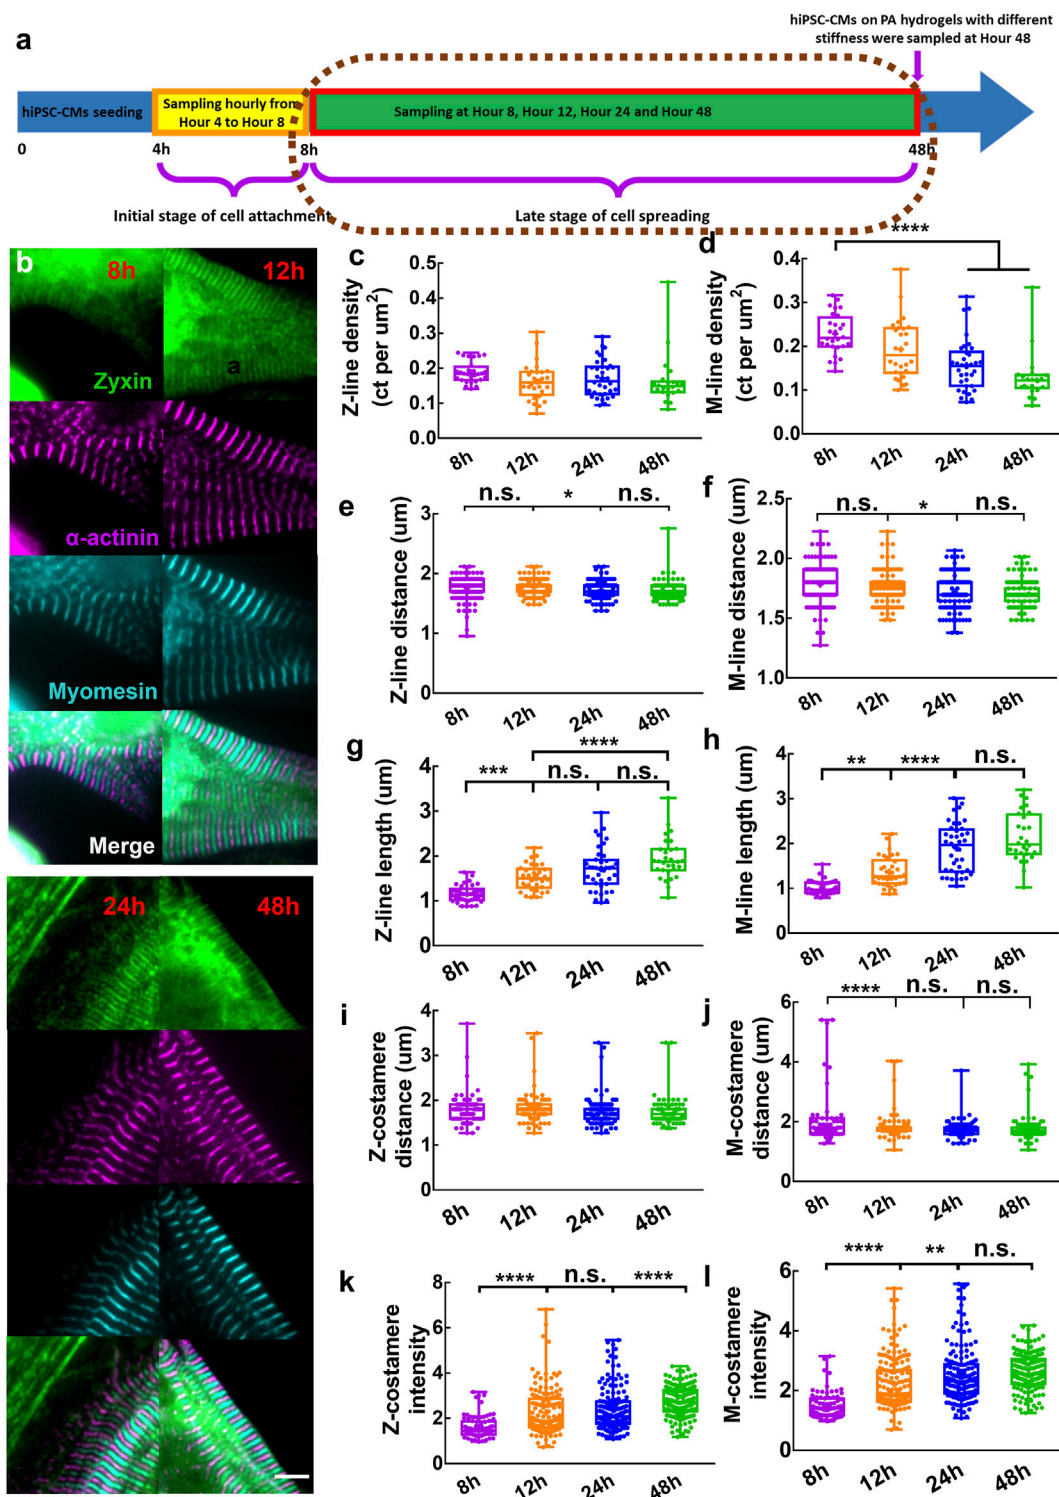 a
hiPSC-CMs on PA hydrogels with different
stiffness were sampled at Hour 48
hiPSC-CMs seeding
Sampling hourly from
Hour 4 to Hour 8
Sampling at Hour 8, Hour 12, Hour 24 and Hour 48
0
4h
8h
48h
Initial stage of cell attachment
Late stage of cell spreading
b
8h
12h
a
Zyxin
α-actinin
Myomesin
Merge
24h
48h
c
Z-line density
(ct per um²)
0.5
0.4
0.3
0.2
0.1
0.0
8h
12h
24h
48h
d
****
M-line density
(ct per um²)
0.4
0.3
0.2
0.1
0.0
8h
12h
24h
48h
e
n.s.
*
n.s.
Z-line distance (um)
3
2
1
0
8h
12h
24h
48h
f
n.s.
*
n.s.
M-line distance (um)
2.5
2.0
1.5
1.0
8h
12h
24h
48h
g
****
***
n.s.
n.s.
Z-line length (um)
4
3
2
1
0
8h
12h
24h
48h
h
**
****
n.s.
M-line length (um)
4
3
2
1
0
8h
12h
24h
48h
i
Z-costamere
distance (um)
4
3
2
1
0
8h
12h
24h
48h
j
****
n.s.
n.s.
M-costamere
distance (um)
6
4
2
0
8h
12h
24h
48h
k
****
n.s.
****
Z-costamere
intensity
8
6
4
2
0
8h
12h
24h
48h
l
****
**
n.s.
M-costamere
intensity
6
4
2
0
8h
12h
24h
48h